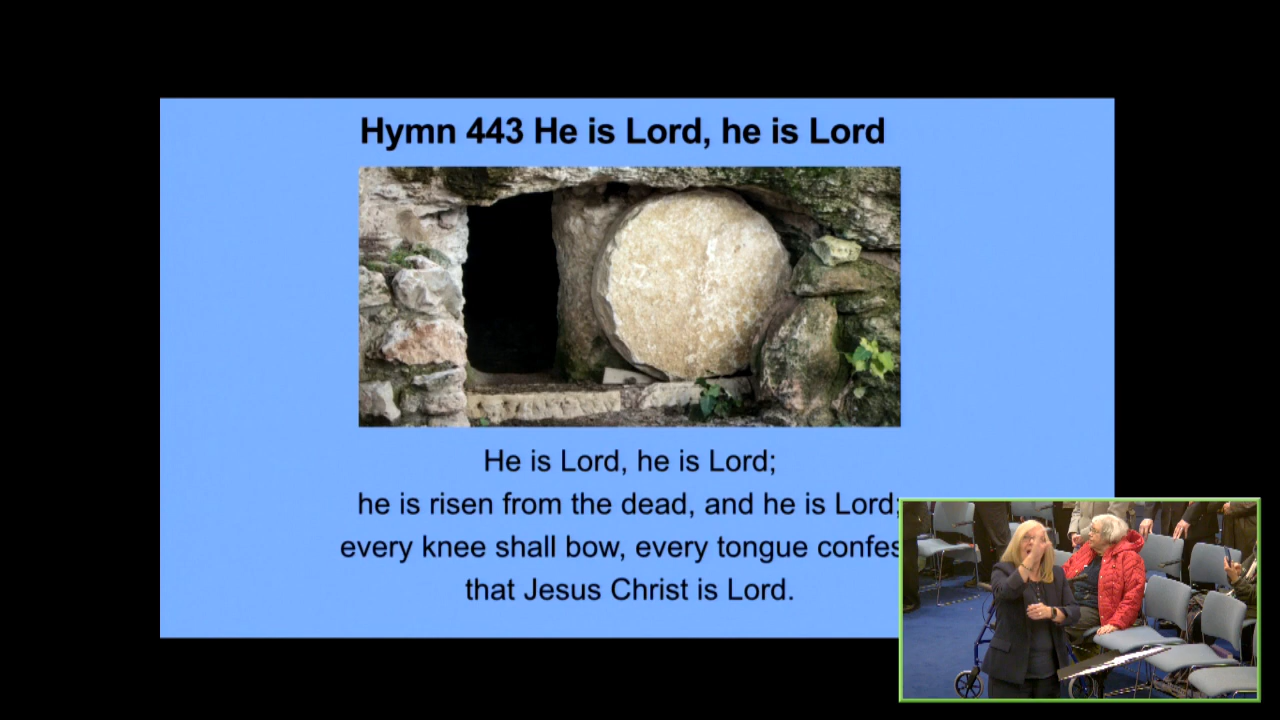 Hymn 443 He is Lord, he is Lord
He is Lord, he is Lord;
he is risen from the dead, and he is Lord;
every knee shall bow, every tongue confes
that Jesus Christ is Lord.